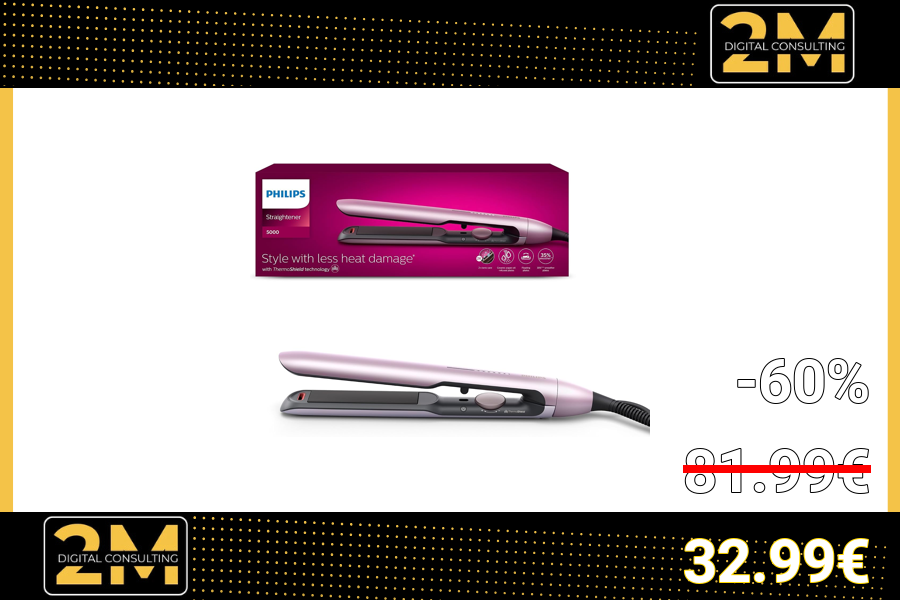 2M
DIGITAL CONSULTING
PHILIPS
Straightener
5000
Style with less heat damage*
with ThermoShield technology
35%
-60%
81.99€
2M
DIGITAL CONSULTING
32.99€